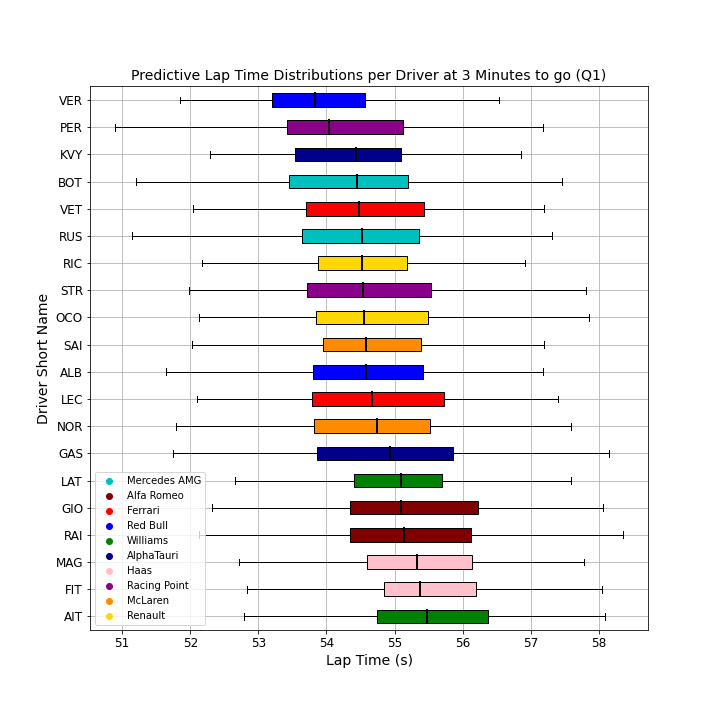 Predictive Lap Time Distributions per Driver at 3 Minutes to go (Q1)
Driver Short Name
VER
PER
KVY
BOT
VET
RUS
RIC
STR
OCO
SAI
ALB
LEC
NOR
GAS
LAT
GIO
RAI
MAG
FIT
AIT
Mercedes AMG
Alfa Romeo
Ferrari
Red Bull
Williams
AlphaTauri
Haas
Racing Point
McLaren
Renault
51 52 53 54 55 56 57 58
Lap Time (s)